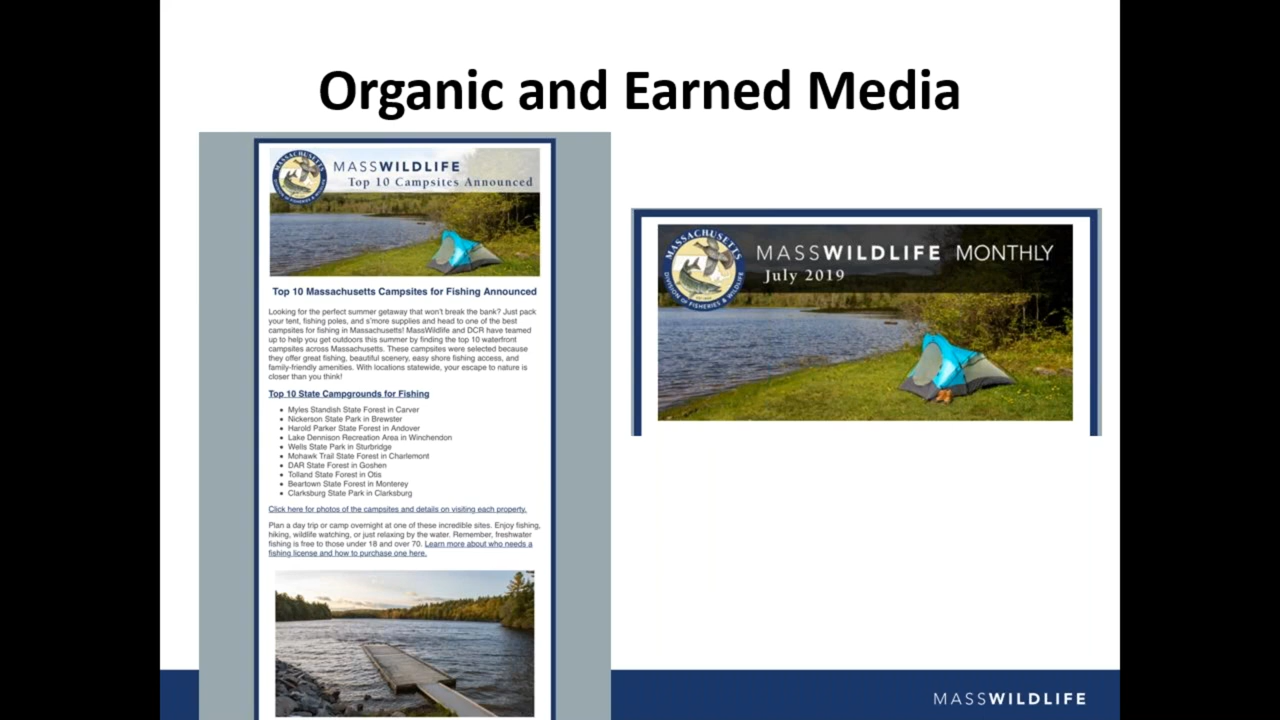 Organic and Earned Media
MASSACHUSETTS
DIVISION OF FISHERIES & WILDLIFE
MASSWILDLIFE
Top 10 Campsites Announced
Top 10 Massachusetts Campsites for Fishing Announced
Looking for the perfect summer getaway that won't break the bank? Just pack
your tent, fishing poles, and s'more supplies and head to one of the best
campsites for fishing in Massachusetts! MassWildlife and DCR have teamed
up to help you get outdoors this summer by finding the top 10 waterfront
campsites across Massachusetts. These campsites were selected because
they offer great fishing, beautiful scenery, easy shore fishing access, and
family-friendly amenities. With locations statewide, your escape to nature is
closer than you think!
Top 10 State Campgrounds for Fishing
• Myles Standish State Forest in Carver
• Nickerson State Park in Brewster
• Harold Parker State Forest in Andover
• Lake Dennison Recreation Area in Winchendon
• Wells State Park in Sturbridge
• Mohawk Trail State Forest in Charlemont
• DAR State Forest in Goshen
• Tolland State Forest in Otis
• Beartown State Forest in Monterey
• Clarksburg State Park in Clarksburg
Click here for photos of the campsites and details on visiting each property.
Plan a day trip or camp overnight at one of these incredible sites. Enjoy fishing,
hiking, wildlife watching, or just relaxing by the water. Remember, freshwater
fishing is free to those under 18 and over 70. Learn more about who needs a
fishing license and how to purchase one here.
MASSACHUSETTS
DIVISION OF FISHERIES & WILDLIFE
MASSWILDLIFE MONTHLY
July 2019
MASSWILDLIFE